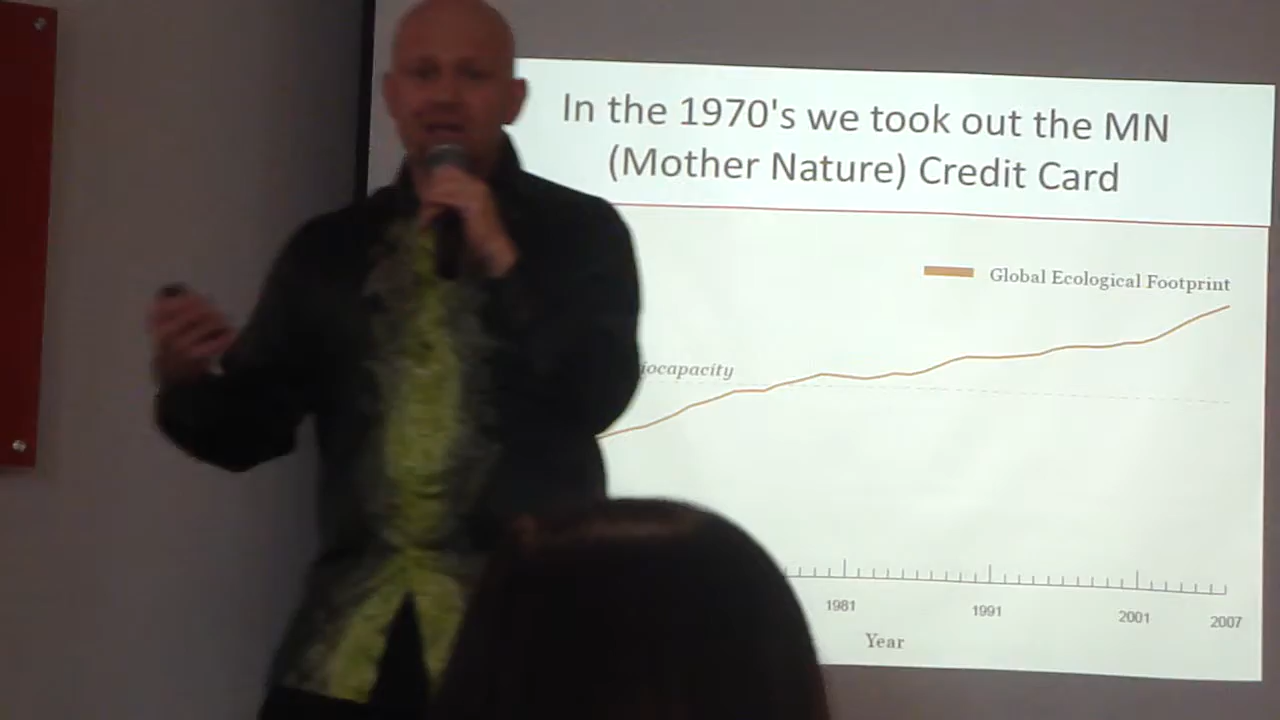 In the 1970's we took out the MN
(Mother Nature) Credit Card
Global Ecological Footprint
iocapacity
1981
1991
2001
2007
Year